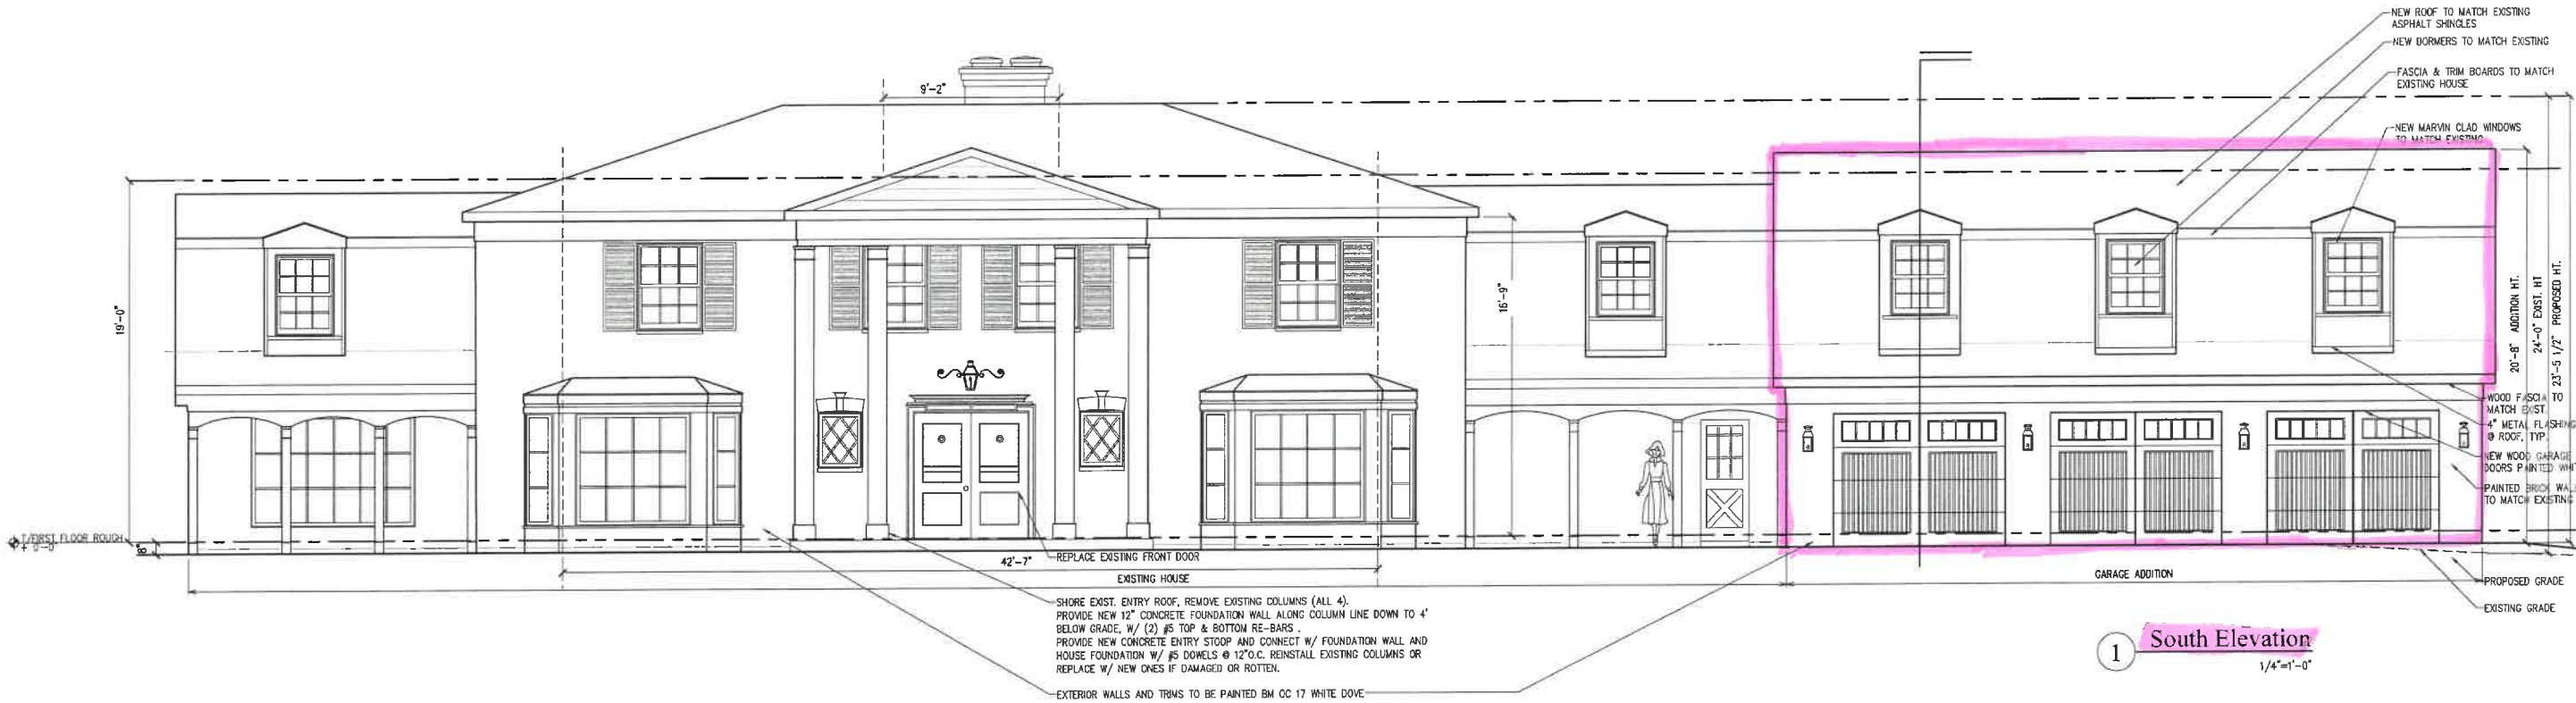 NEW ROOF TO MATCH EXISTING
ASPHALT SHINGLES
NEW DORMERS TO MATCH EXISTING
FASCIA & TRIM BOARDS TO MATCH
EXISTING HOUSE
NEW MARVIN CLAD WINDOWS
TO MATCH EXISTING
9'-2"
19'-0"
16'-9"
20'-8" ADDITION HT.
24'-0" EXIST. HT
23'-5 1/2" PROPOSED HT.
WOOD FASCIA TO
MATCH EXIST.
4" METAL FLASHING
@ ROOF, TYP.
NEW WOOD GARAGE
DOORS PAINTED WHIT
PAINTED BRICK WAL
TO MATCH EXISTING
T/FIRST FLOOR ROUGH
+ 0'-0"
8"
REPLACE EXISTING FRONT DOOR
42'-7"
EXISTING HOUSE
GARAGE ADDITION
PROPOSED GRADE
EXISTING GRADE
SHORE EXIST. ENTRY ROOF, REMOVE EXISTING COLUMNS (ALL 4).
PROVIDE NEW 12" CONCRETE FOUNDATION WALL ALONG COLUMN LINE DOWN TO 4'
BELOW GRADE, W/ (2) #5 TOP & BOTTOM RE-BARS .
PROVIDE NEW CONCRETE ENTRY STOOP AND CONNECT W/ FOUNDATION WALL AND
HOUSE FOUNDATION W/ #5 DOWELS @ 12"O.C. REINSTALL EXISTING COLUMNS OR
REPLACE W/ NEW ONES IF DAMAGED OR ROTTEN.
EXTERIOR WALLS AND TRIMS TO BE PAINTED BM OC 17 WHITE DOVE
1 South Elevation
1/4"=1'-0"